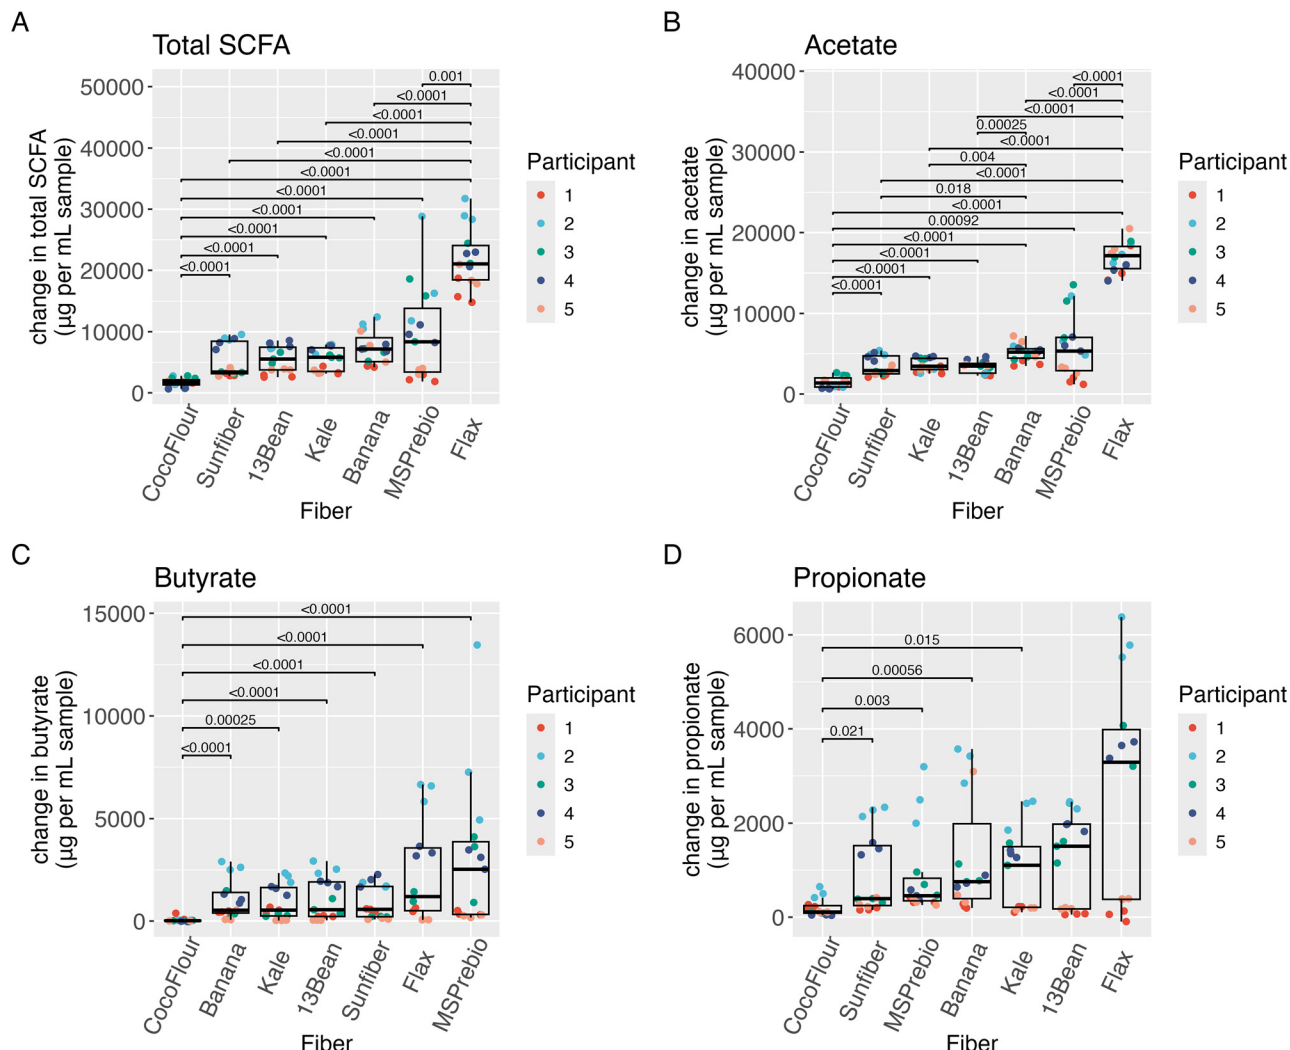 A
Total SCFA
change in total SCFA
(µg per mL sample)
50000
40000
30000
20000
10000
0
0.001
<0.0001
<0.0001
<0.0001
<0.0001
<0.0001
<0.0001
<0.0001
<0.0001
<0.0001
<0.0001
CocoFlour
Sunfiber
13Bean
Kale
Banana
MSPrebio
Flax
Fiber
Participant
1
2
3
4
5
B
Acetate
change in acetate
(µg per mL sample)
40000
30000
20000
10000
0
<0.0001
<0.0001
<0.0001
0.00025
<0.0001
0.004
<0.0001
0.018
<0.0001
0.00092
<0.0001
<0.0001
<0.0001
<0.0001
CocoFlour
Sunfiber
Kale
13Bean
Banana
MSPrebio
Flax
Fiber
Participant
1
2
3
4
5
C
Butyrate
change in butyrate
(µg per mL sample)
15000
10000
5000
0
<0.0001
<0.0001
<0.0001
<0.0001
0.00025
<0.0001
CocoFlour
Banana
Kale
13Bean
Sunfiber
Flax
MSPrebio
Fiber
Participant
1
2
3
4
5
D
Propionate
change in propionate
(µg per mL sample)
6000
4000
2000
0
0.015
0.00056
0.003
0.021
CocoFlour
Sunfiber
MSPrebio
Banana
Kale
13Bean
Flax
Fiber
Participant
1
2
3
4
5